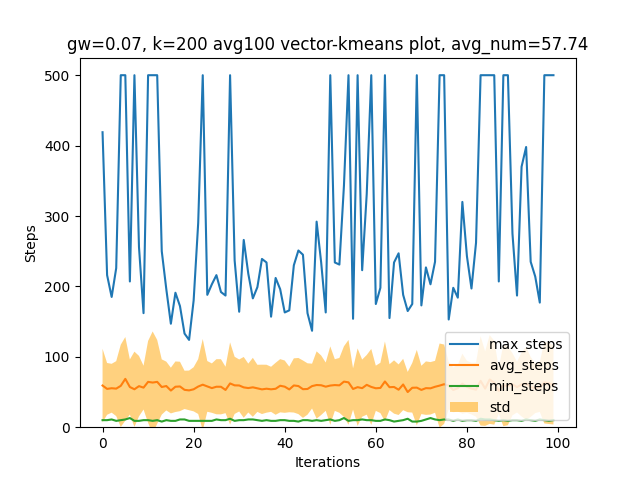 gw=0.07, k=200 avg100 vector-kmeans plot, avg_num=57.74
500
400
300
200
100
0
Steps
max_steps
avg_steps
min_steps
std
0 20 40 60 80 100
Iterations